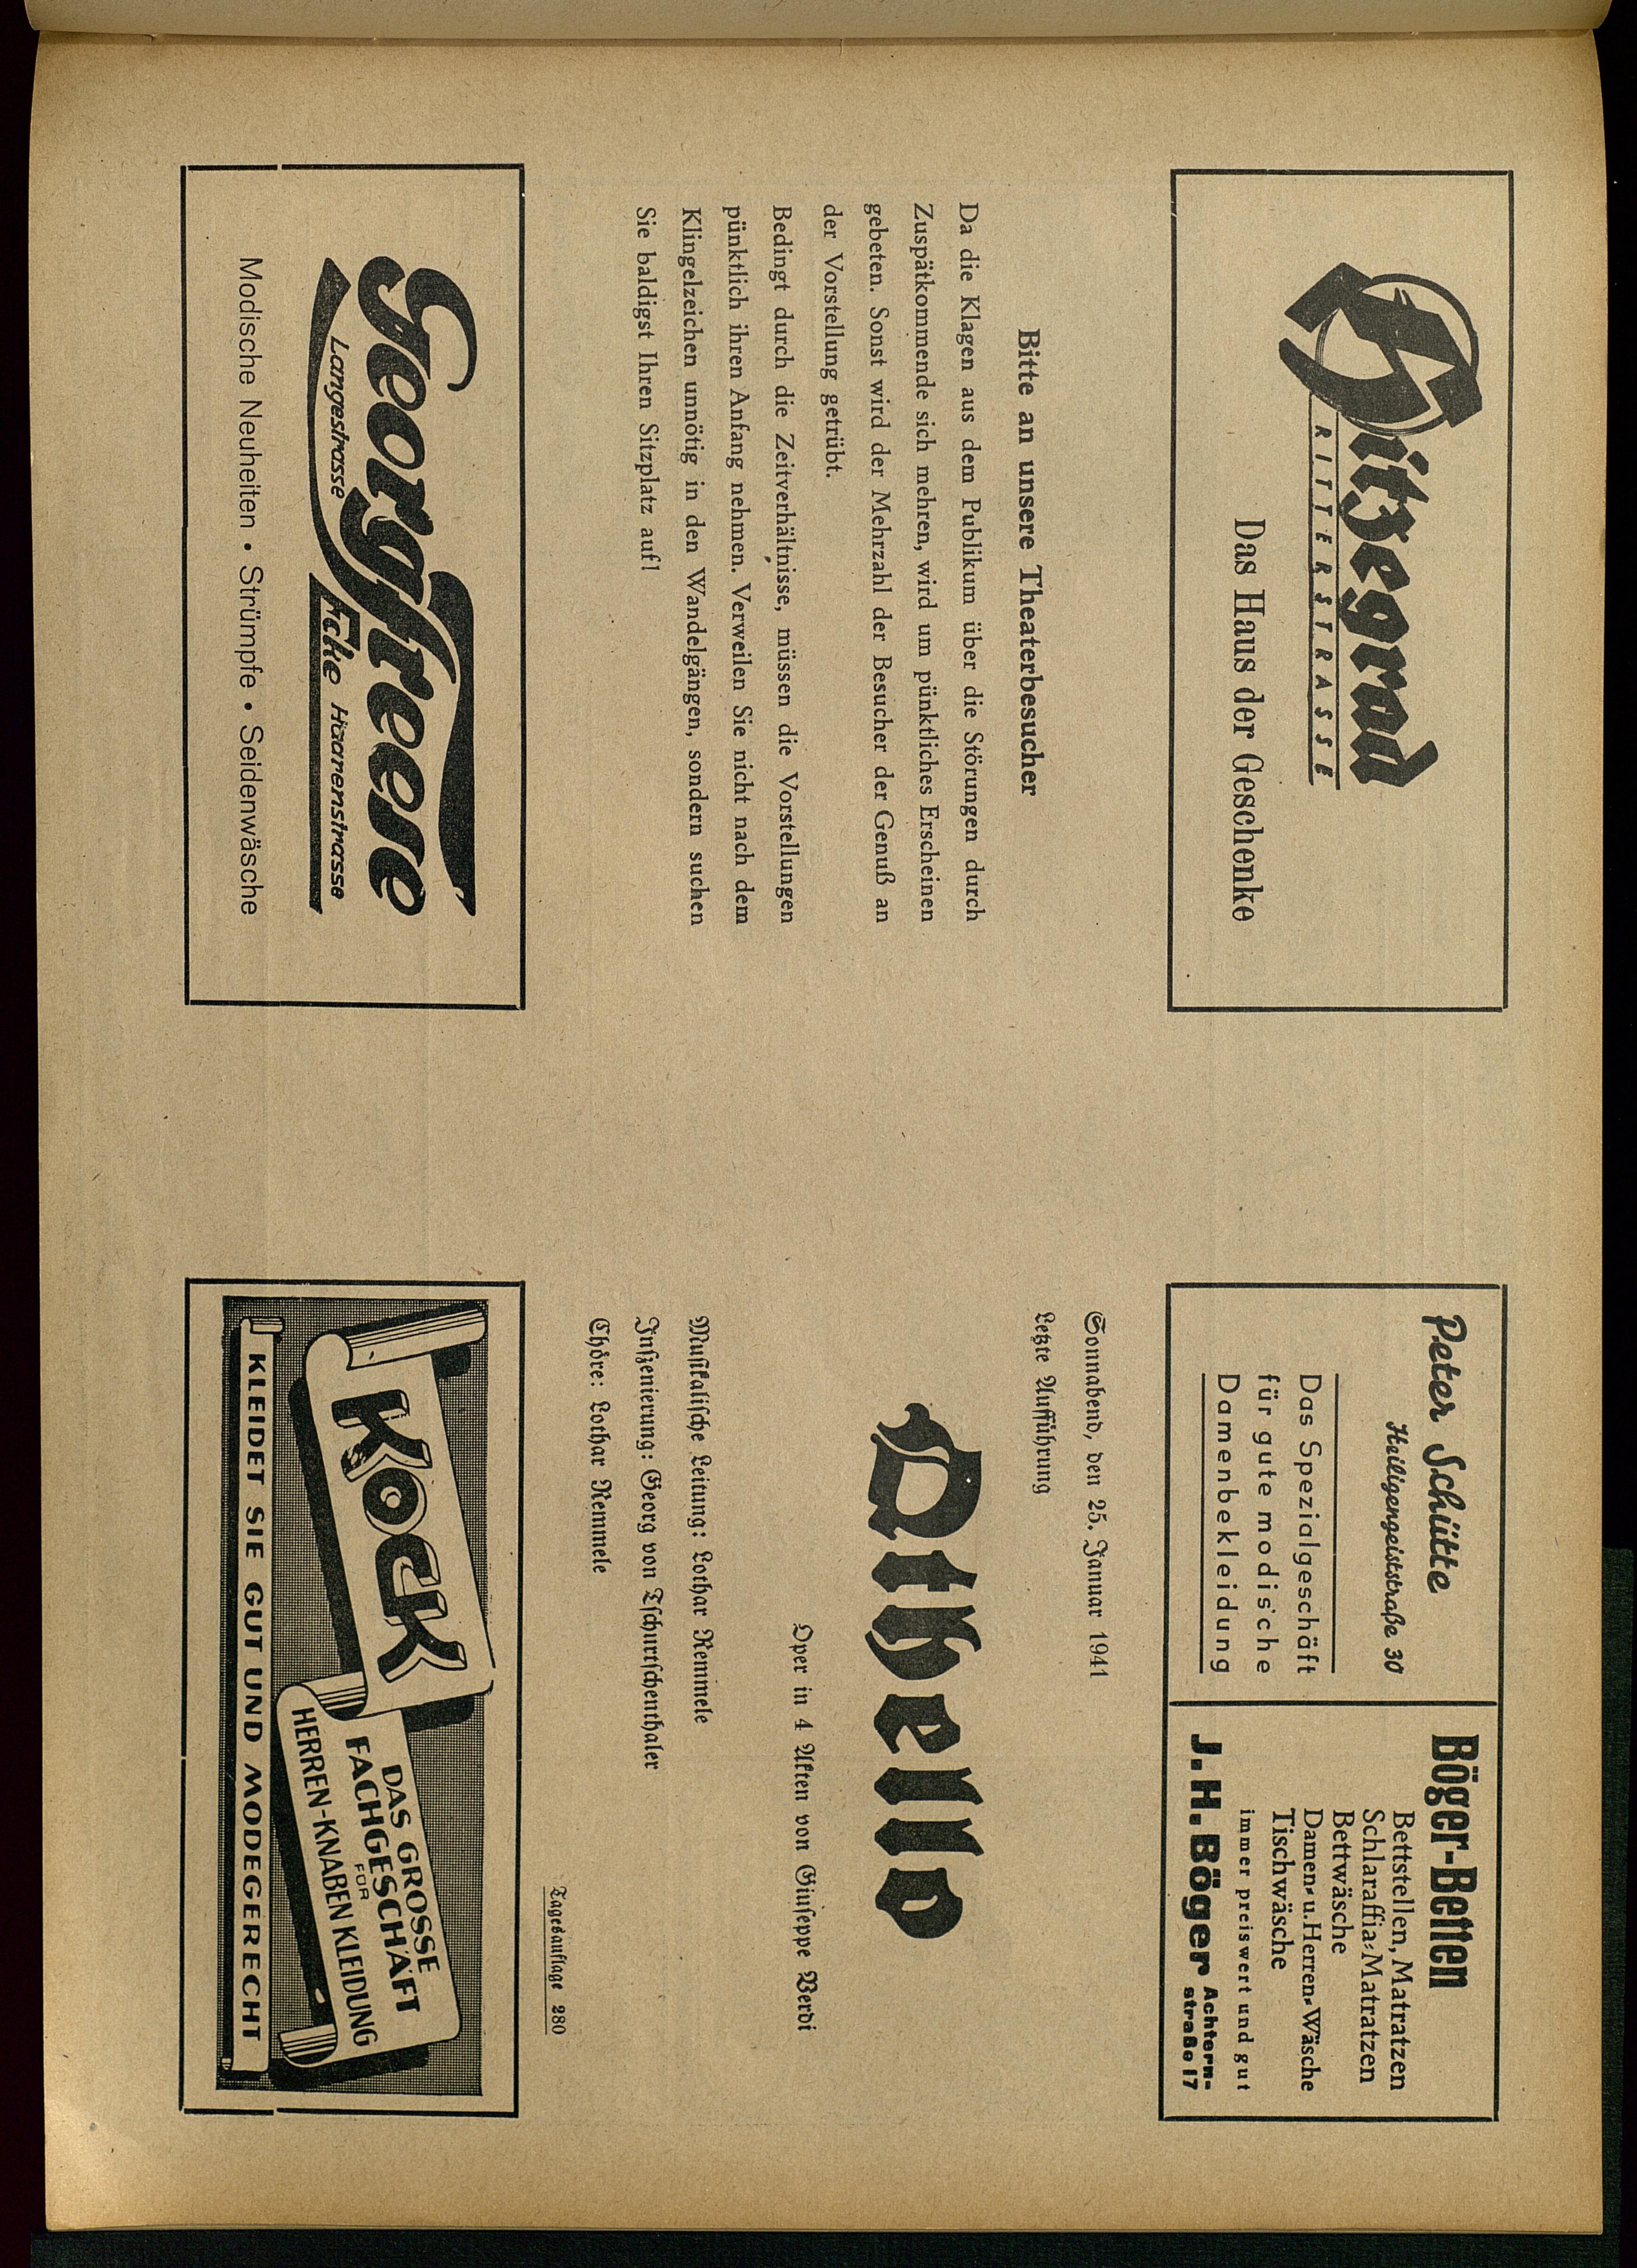 Hitzegrad
RITTERSTRASSE
Das Haus der Geschenke
Bitte an unsere Theaterbesucher
Da die Klagen aus dem Publikum über die Störungen durch
Zuspätkommende sich mehren, wird um pünktliches Erscheinen
gebeten. Sonst wird der Mehrzahl der Besucher der Genuß an
der Vorstellung getrübt.
Bedingt durch die Zeitverhältnisse, müssen die Vorstellungen
pünktlich ihren Anfang nehmen. Verweilen Sie nicht nach dem
Klingelzeichen unnötig in den Wandelgängen, sondern suchen
Sie baldigst Ihren Sitzplatz auf!
Georg Freese
Langestrasse Ecke Haarenstrasse
Modische Neuheiten • Strümpfe • Seidenwäsche
Peter Schütte
Heiligengeiststraße 30
Das Spezialgeschäft
für gute modische
Damenbekleidung
Böger-Betten
Bettstellen, Matratzen
Schlaraffia-Matratzen
Bettwäsche
Damen- u. Herren-Wäsche
Tischwäsche
immer preiswert und gut
J. H. Böger Achtern-
straße 17
Sonnabend, den 25. Januar 1941
Letzte Aufführung
Othello
Oper in 4 Akten von Giuseppe Verdi
Musikalische Leitung: Lothar Remmele
Inszenierung: Georg von Tschurtschenthaler
Chöre: Lothar Remmele
Tagesauflage 280
KOCK
DAS GROSSE
FACHGESCHÄFT
FÜR
HERREN-KNABEN KLEIDUNG
KLEIDET SIE GUT UND MODEGERECHT